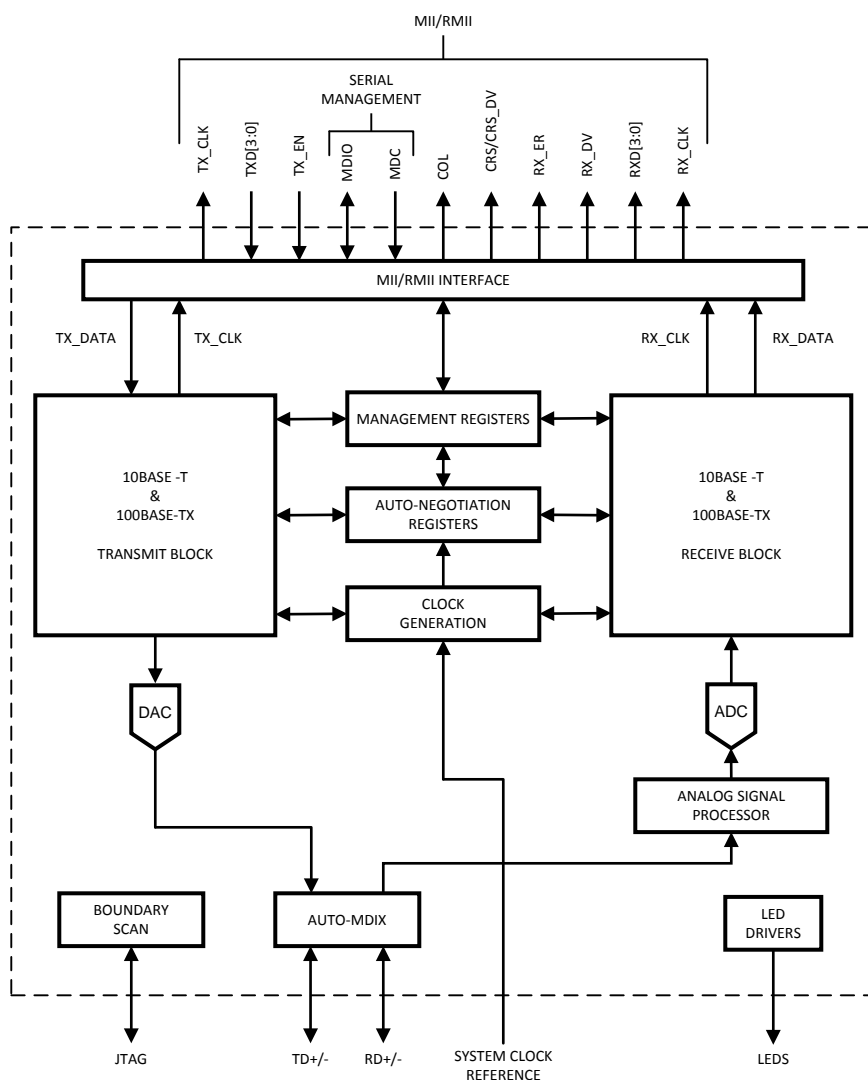 MII/RMII
SERIAL
MANAGEMENT
TX_CLK
TXD[3:0]
TX_EN
MDIO
MDC
COL
CRS/CRS_DV
RX_ER
RX_DV
RXD[3:0]
RX_CLK
MII/RMII INTERFACE
TX_DATA
TX_CLK
RX_CLK
RX_DATA
10BASE -T
&
100BASE-TX
TRANSMIT BLOCK
MANAGEMENT REGISTERS
AUTO-NEGOTIATION
REGISTERS
CLOCK
GENERATION
10BASE -T
&
100BASE-TX
RECEIVE BLOCK
DAC
ADC
ANALOG SIGNAL
PROCESSOR
BOUNDARY
SCAN
AUTO-MDIX
LED
DRIVERS
JTAG
TD+/-
RD+/-
SYSTEM CLOCK
REFERENCE
LEDS